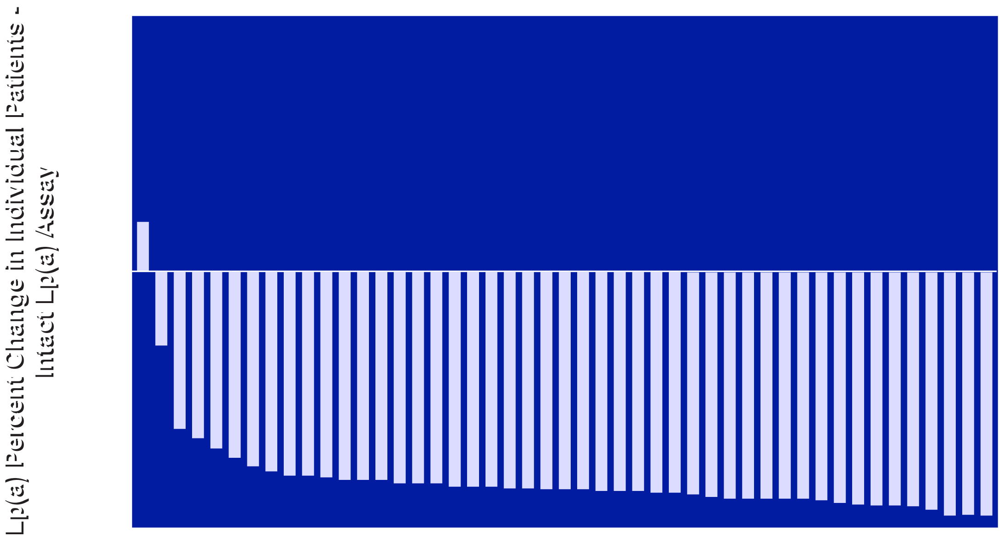 Lp(a) Percent Change in Individual Patients -
Intact Lp(a) Assay